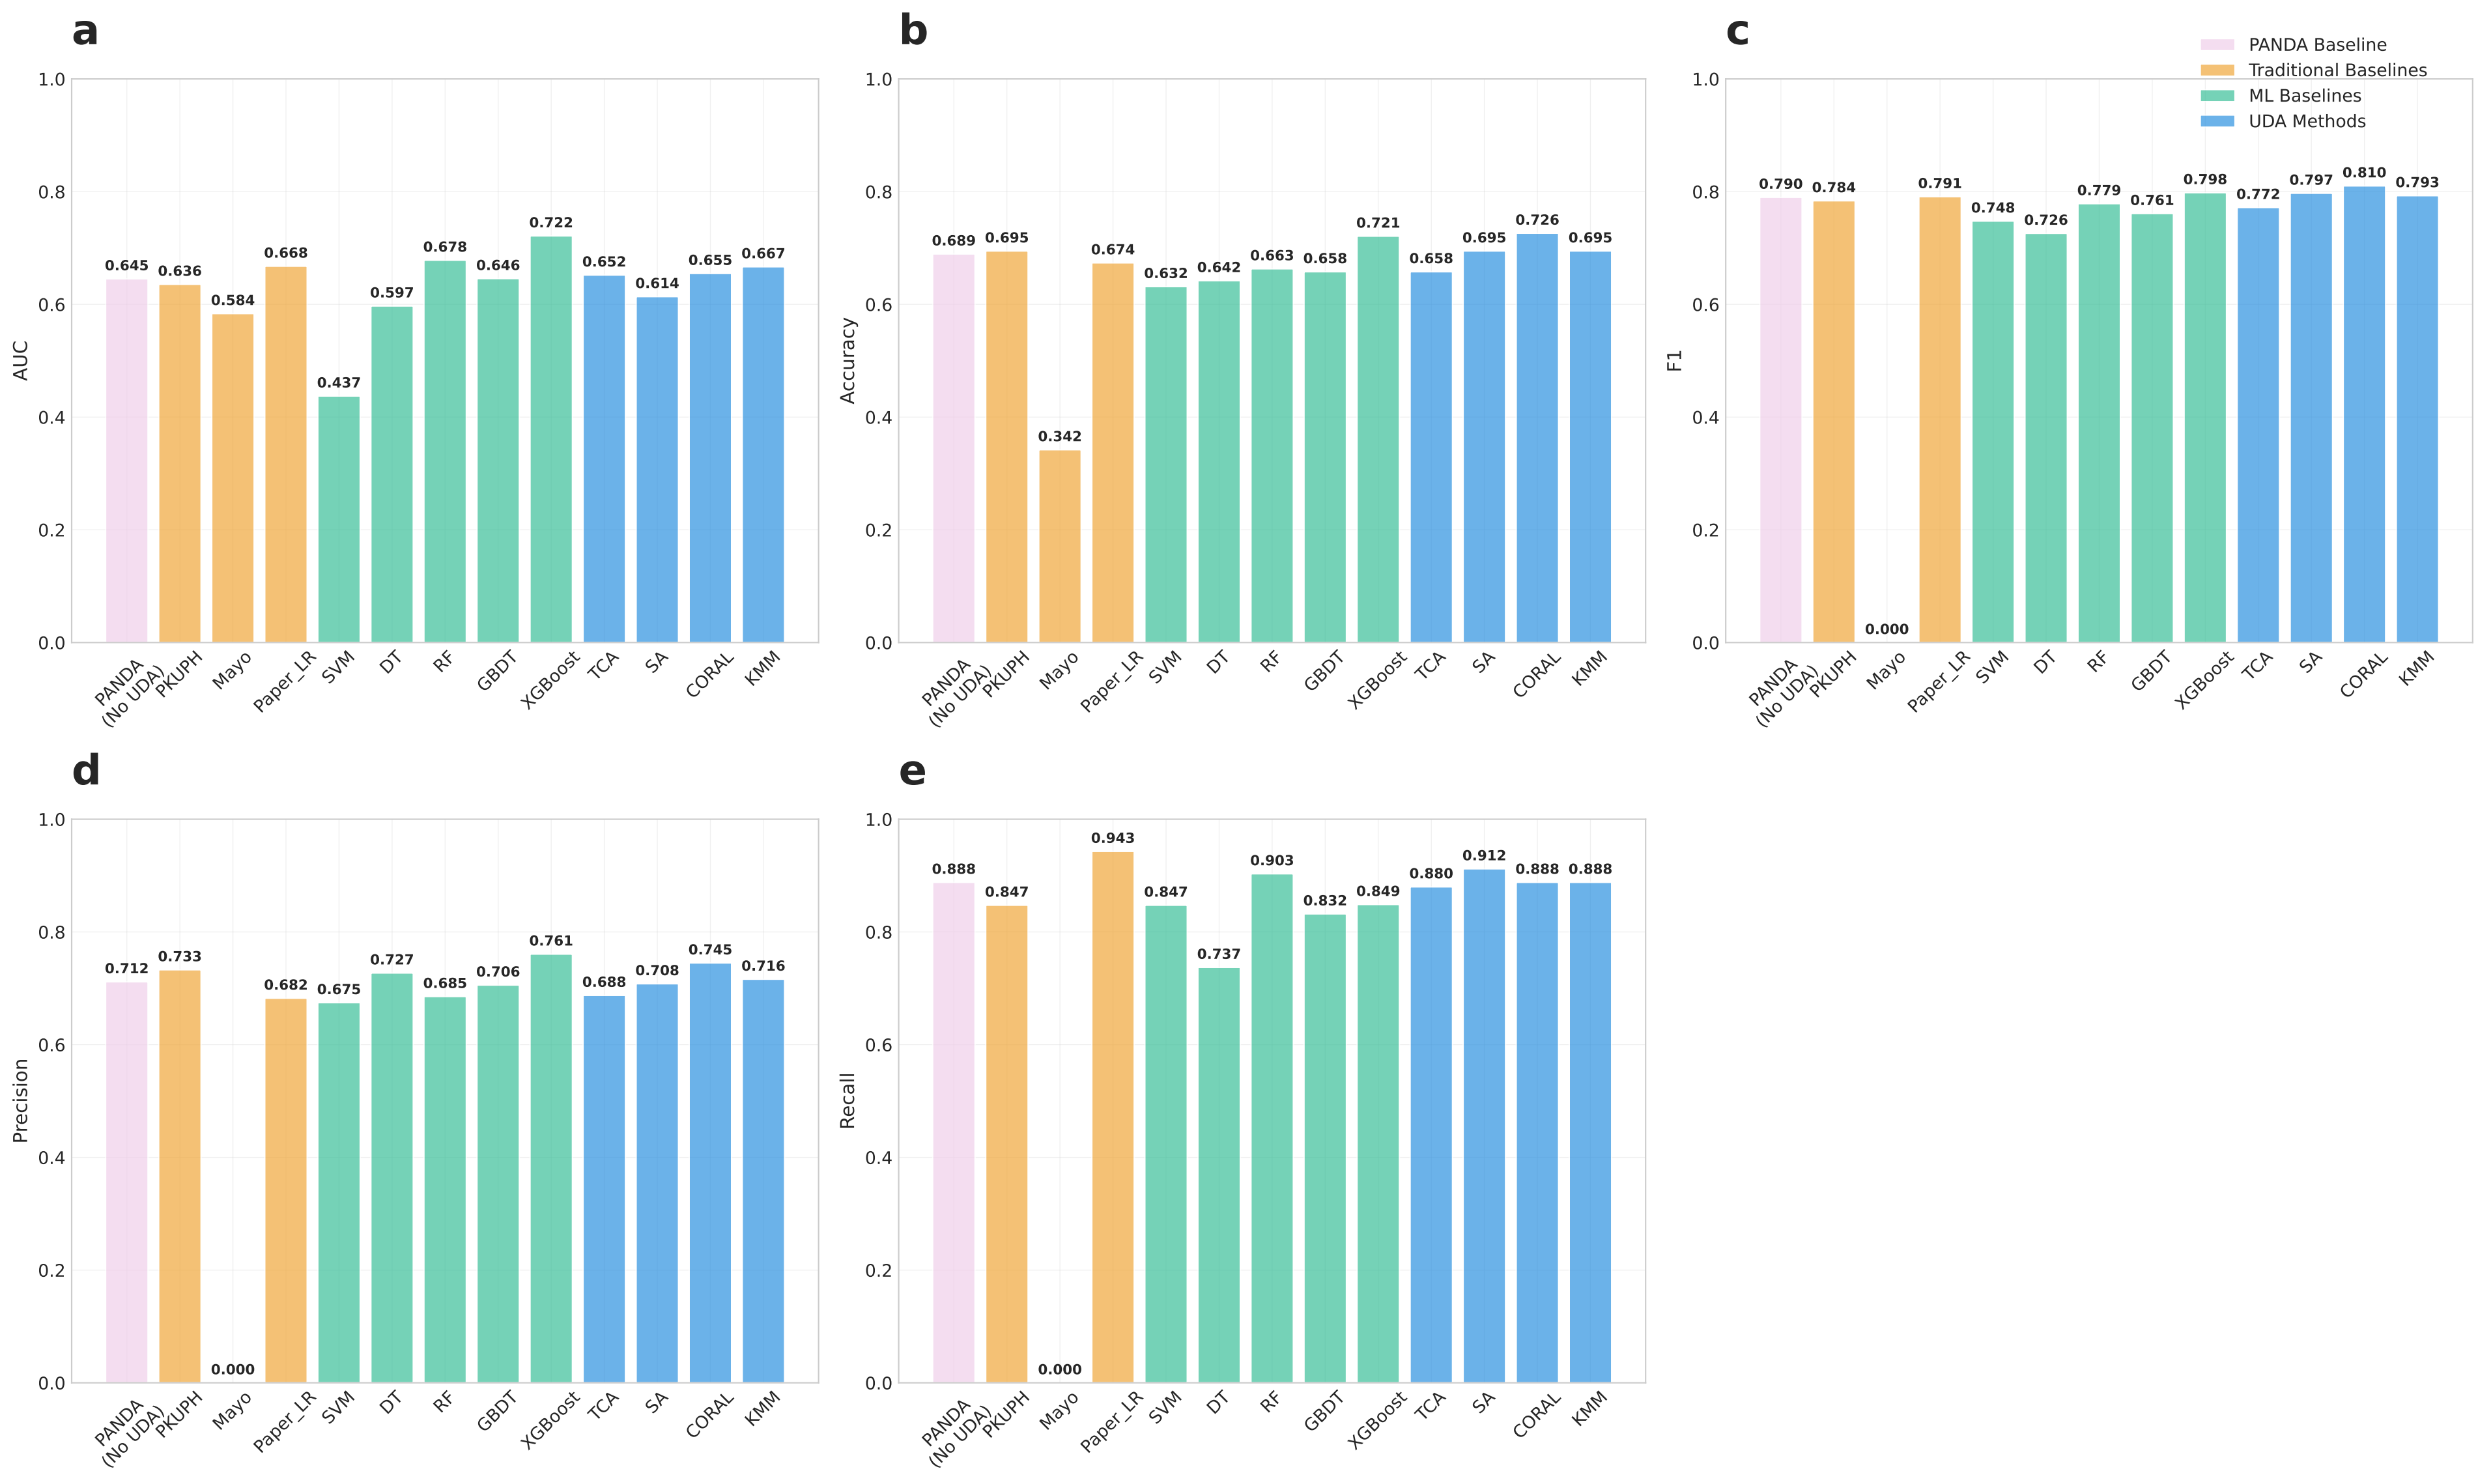 a
1.0
0.8
0.6
0.4
0.2
0.0
AUC
0.645
0.636
0.584
0.668
0.437
0.597
0.678
0.646
0.722
0.652
0.614
0.655
0.667
PANDA
(No UDA)
PKUPH
Mayo
Paper_LR
SVM
DT
RF
GBDT
XGBoost
TCA
SA
CORAL
KMM
b
1.0
0.8
0.6
0.4
0.2
0.0
Accuracy
0.689
0.695
0.342
0.674
0.632
0.642
0.663
0.658
0.721
0.658
0.695
0.726
0.695
PANDA
(No UDA)
PKUPH
Mayo
Paper_LR
SVM
DT
RF
GBDT
XGBoost
TCA
SA
CORAL
KMM
c
PANDA Baseline
Traditional Baselines
ML Baselines
UDA Methods
1.0
0.8
0.6
0.4
0.2
0.0
F1
0.790
0.784
0.000
0.791
0.748
0.726
0.779
0.761
0.798
0.772
0.797
0.810
0.793
PANDA
(No UDA)
PKUPH
Mayo
Paper_LR
SVM
DT
RF
GBDT
XGBoost
TCA
SA
CORAL
KMM
d
1.0
0.8
0.6
0.4
0.2
0.0
Precision
0.712
0.733
0.000
0.682
0.675
0.727
0.685
0.706
0.761
0.688
0.708
0.745
0.716
PANDA
(No UDA)
PKUPH
Mayo
Paper_LR
SVM
DT
RF
GBDT
XGBoost
TCA
SA
CORAL
KMM
e
1.0
0.8
0.6
0.4
0.2
0.0
Recall
0.888
0.847
0.000
0.943
0.847
0.737
0.903
0.832
0.849
0.880
0.912
0.888
0.888
PANDA
(No UDA)
PKUPH
Mayo
Paper_LR
SVM
DT
RF
GBDT
XGBoost
TCA
SA
CORAL
KMM